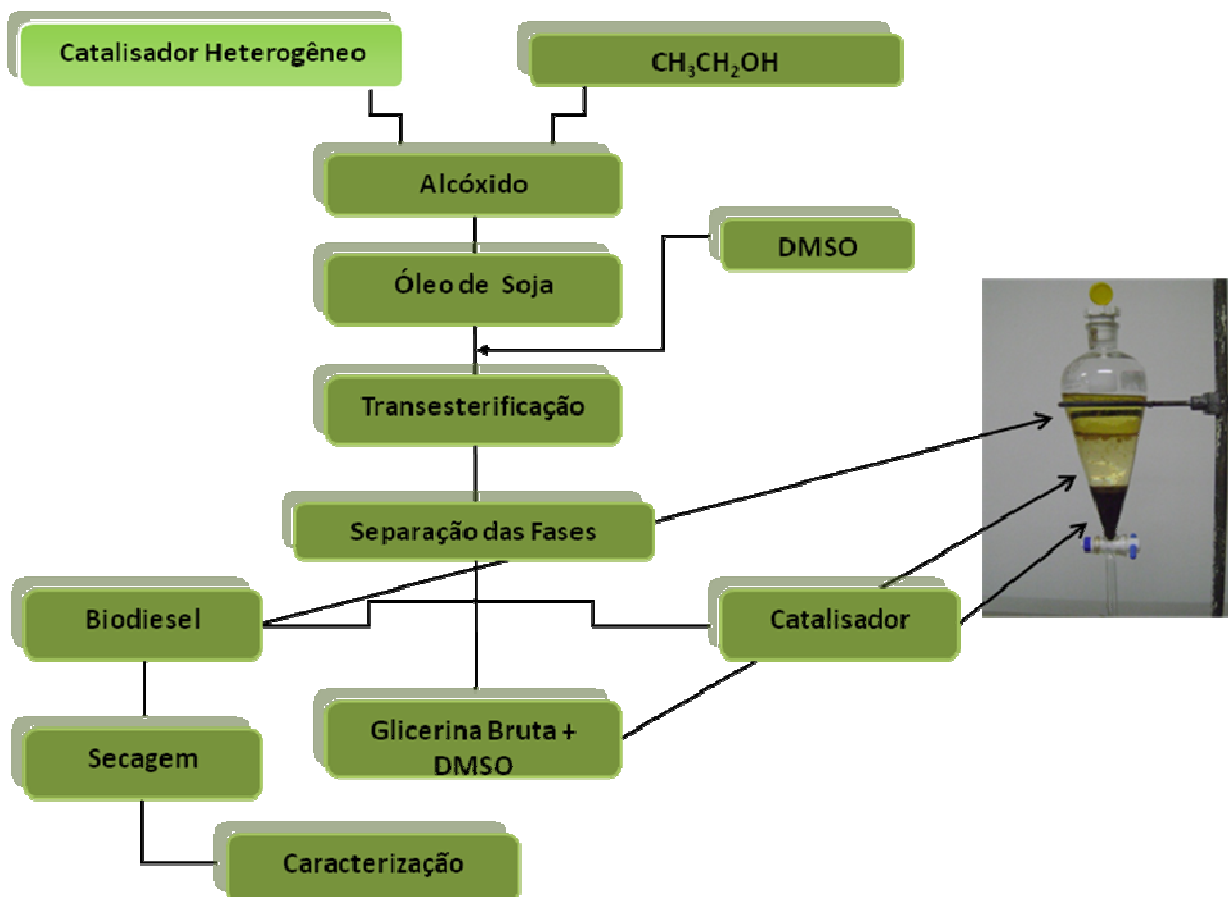 Catalisador Heterogêneo
CH₃CH₂OH
Alcóxido
DMSO
Óleo de Soja
Transesterificação
Separação das Fases
Biodiesel
Catalisador
Glicerina Bruta +
DMSO
Secagem
Caracterização